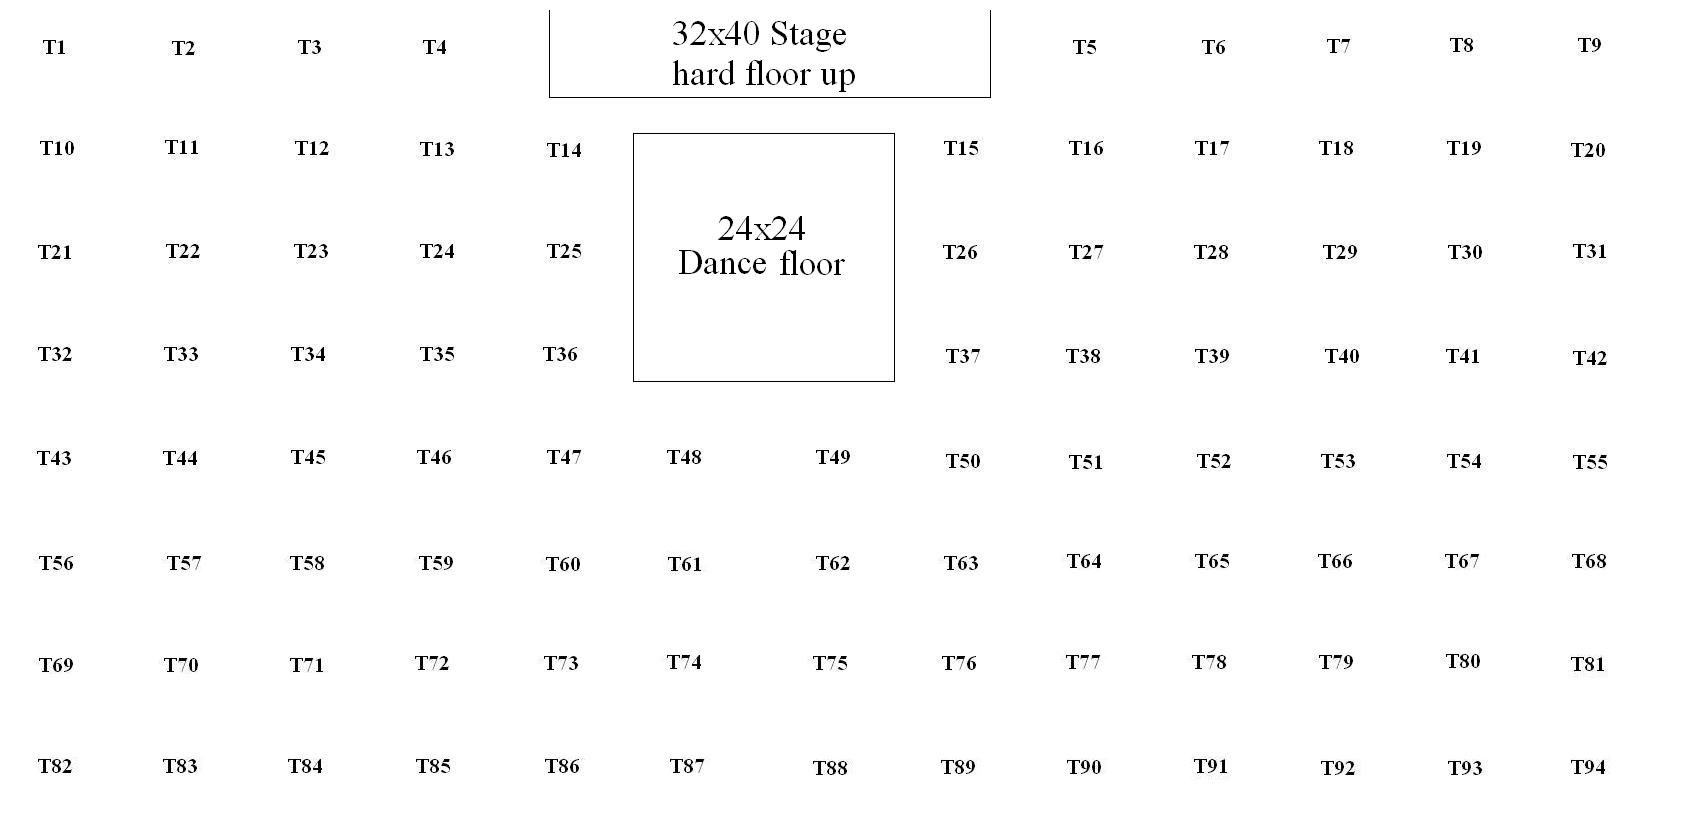 T1 T2 T3 T4 32x40 Stage T5 T6 T7 T8 T9
hard floor up
T10 T11 T12 T13 T14 T15 T16 T17 T18 T19 T20
24x24
T21 T22 T23 T24 T25 Dance floor T26 T27 T28 T29 T30 T31
T32 T33 T34 T35 T36 T37 T38 T39 T40 T41 T42
T43 T44 T45 T46 T47 T48 T49 T50 T51 T52 T53 T54 T55
T56 T57 T58 T59 T60 T61 T62 T63 T64 T65 T66 T67 T68
T69 T70 T71 T72 T73 T74 T75 T76 T77 T78 T79 T80 T81
T82 T83 T84 T85 T86 T87 T88 T89 T90 T91 T92 T93 T94